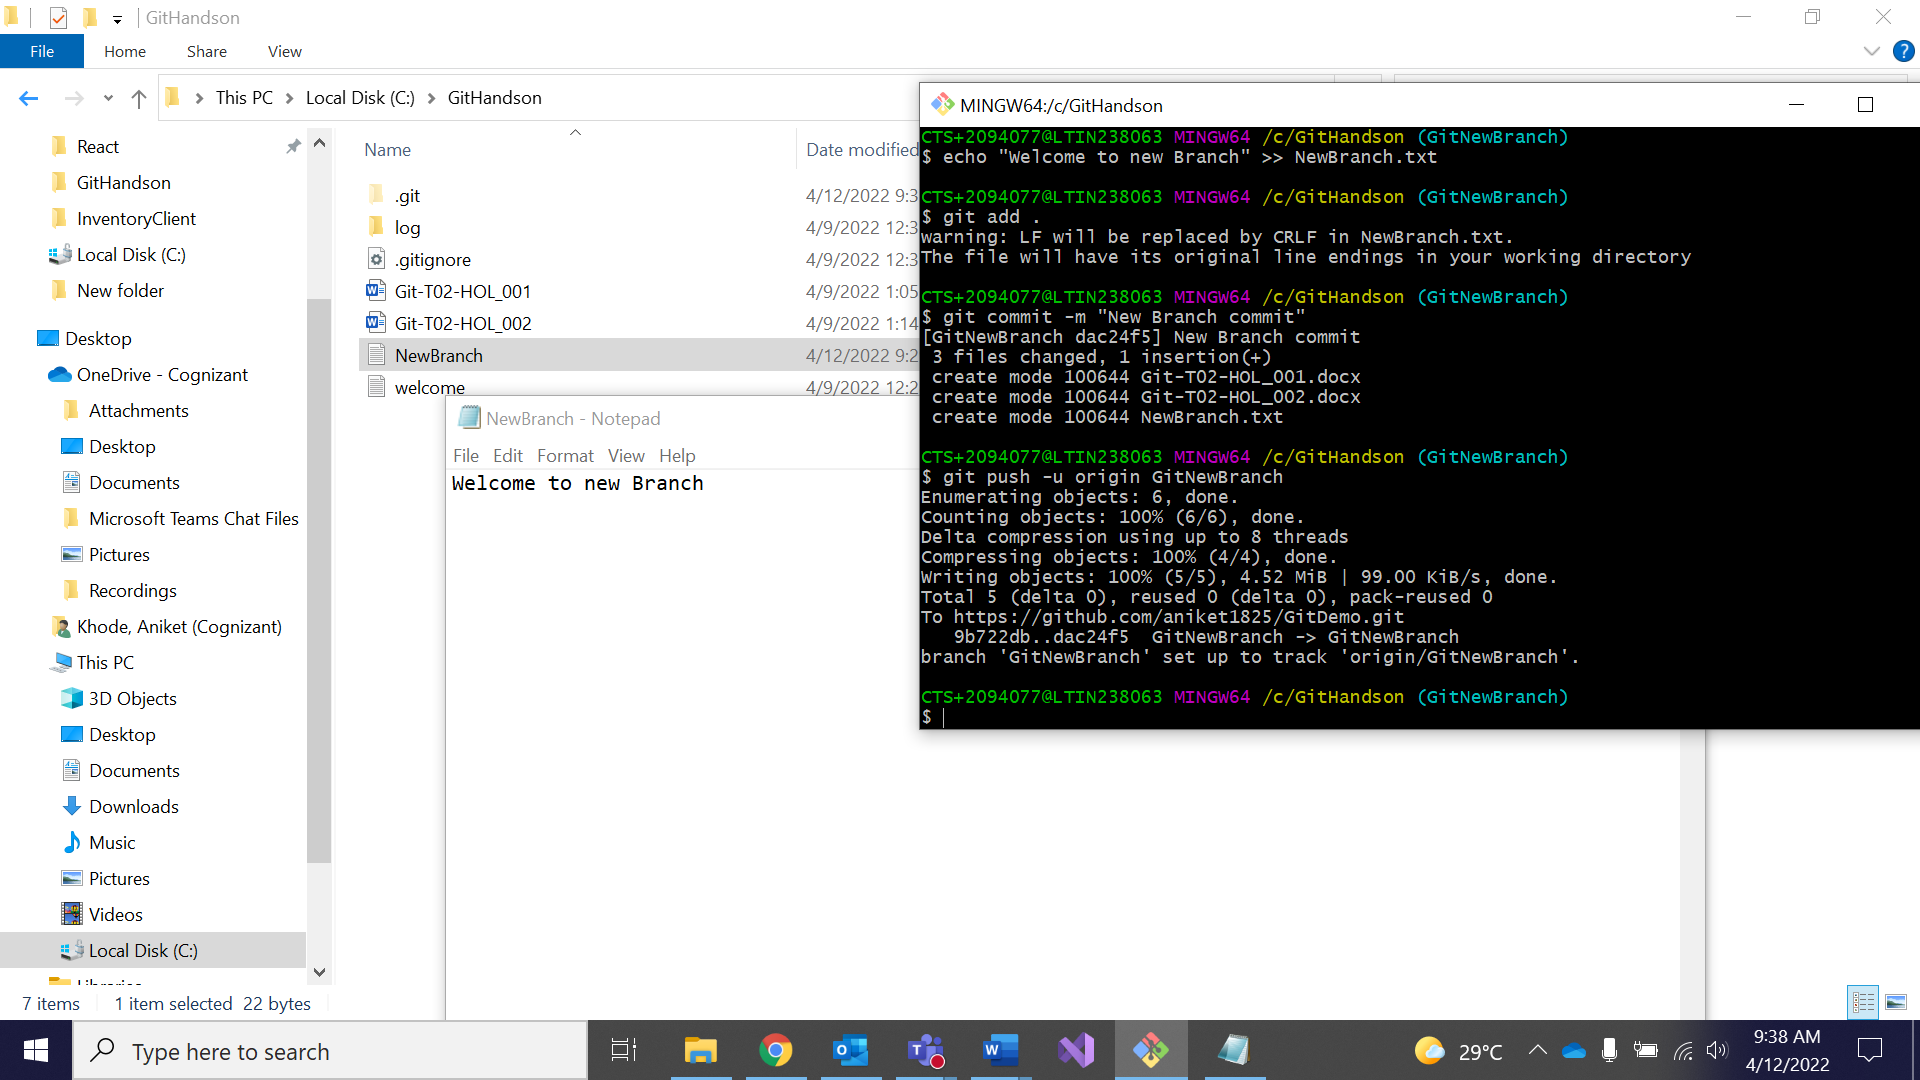 GitHandson
File Home Share View
This PC Local Disk (C:) GitHandson
React
GitHandson
InventoryClient
Local Disk (C:)
New folder
Desktop
OneDrive - Cognizant
Attachments
Desktop
Documents
Microsoft Teams Chat Files
Pictures
Recordings
Khode, Aniket (Cognizant)
This PC
3D Objects
Desktop
Documents
Downloads
Music
Pictures
Videos
Local Disk (C:)
Name Date modified
.git 4/12/2022 9:3
log 4/9/2022 12:3
.gitignore 4/9/2022 12:3
Git-T02-HOL_001 4/9/2022 1:05
Git-T02-HOL_002 4/9/2022 1:14
NewBranch 4/12/2022 9:2
welcome 4/9/2022 12:2
NewBranch - Notepad
File Edit Format View Help
Welcome to new Branch
MINGW64:/c/GitHandson
CTS+2094077@LTIN238063 MINGW64 /c/GitHandson (GitNewBranch)
$ echo "Welcome to new Branch" >> NewBranch.txt
CTS+2094077@LTIN238063 MINGW64 /c/GitHandson (GitNewBranch)
$ git add .
warning: LF will be replaced by CRLF in NewBranch.txt.
The file will have its original line endings in your working directory
CTS+2094077@LTIN238063 MINGW64 /c/GitHandson (GitNewBranch)
$ git commit -m "New Branch commit"
[GitNewBranch dac24f5] New Branch commit
3 files changed, 1 insertion(+)
create mode 100644 Git-T02-HOL_001.docx
create mode 100644 Git-T02-HOL_002.docx
create mode 100644 NewBranch.txt
CTS+2094077@LTIN238063 MINGW64 /c/GitHandson (GitNewBranch)
$ git push -u origin GitNewBranch
Enumerating objects: 6, done.
Counting objects: 100% (6/6), done.
Delta compression using up to 8 threads
Compressing objects: 100% (4/4), done.
Writing objects: 100% (5/5), 4.52 MiB | 99.00 KiB/s, done.
Total 5 (delta 0), reused 0 (delta 0), pack-reused 0
To https://github.com/aniket1825/GitDemo.git
9b722db..dac24f5 GitNewBranch -> GitNewBranch
branch 'GitNewBranch' set up to track 'origin/GitNewBranch'.
CTS+2094077@LTIN238063 MINGW64 /c/GitHandson (GitNewBranch)
$
7 items 1 item selected 22 bytes
Type here to search
29°C
9:38 AM
4/12/2022